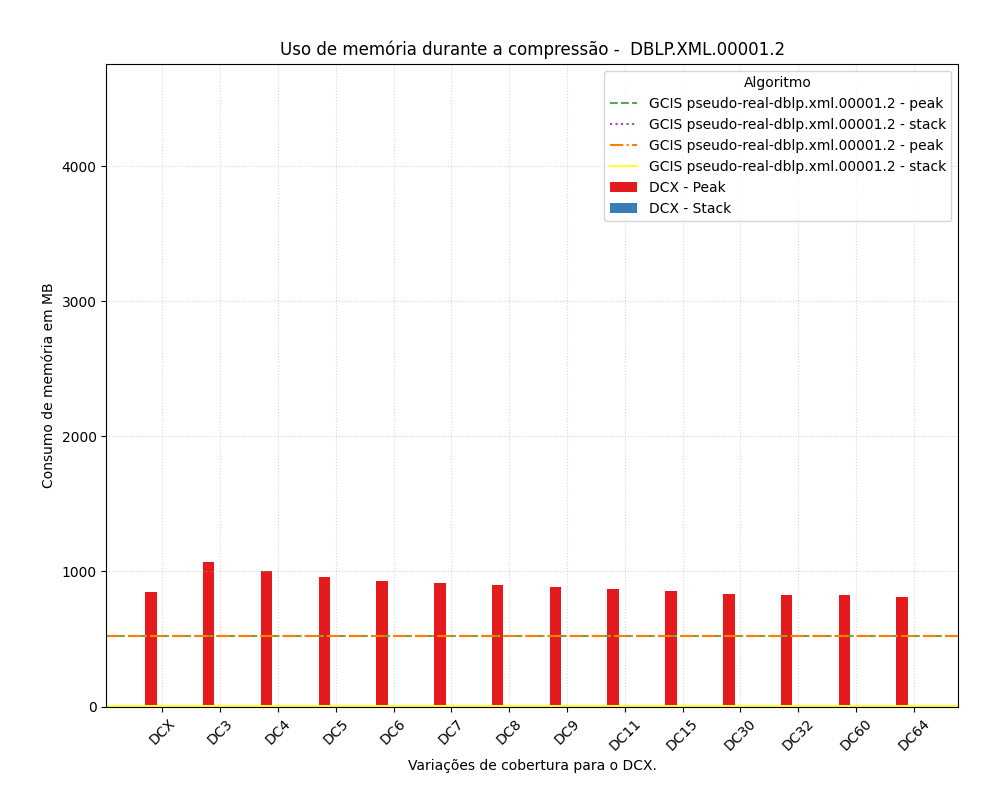 Uso de memória durante a compressão -  DBLP.XML.00001.2
Algoritmo
GCIS pseudo-real-dblp.xml.00001.2 - peak
GCIS pseudo-real-dblp.xml.00001.2 - stack
GCIS pseudo-real-dblp.xml.00001.2 - peak
GCIS pseudo-real-dblp.xml.00001.2 - stack
DCX - Peak
DCX - Stack
Consumo de memória em MB
4000
3000
2000
1000
0
DCX
DC3
DC4
DC5
DC6
DC7
DC8
DC9
DC11
DC15
DC30
DC32
DC60
DC64
Variações de cobertura para o DCX.